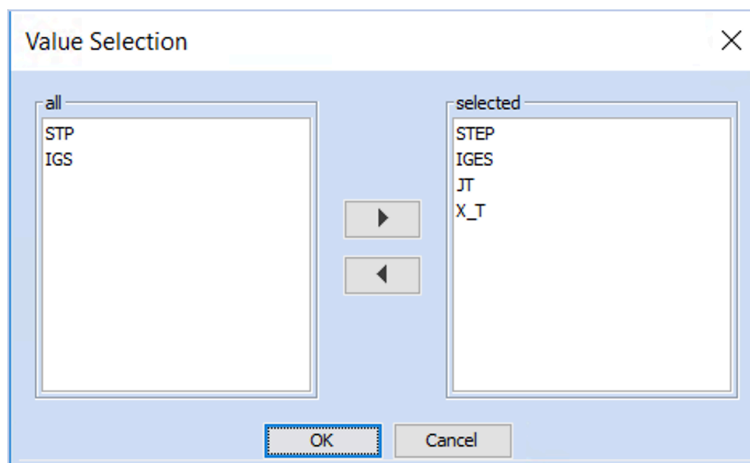 Value Selection
all
STP
IGS
selected
STEP
IGES
JT
X_T
OK
Cancel